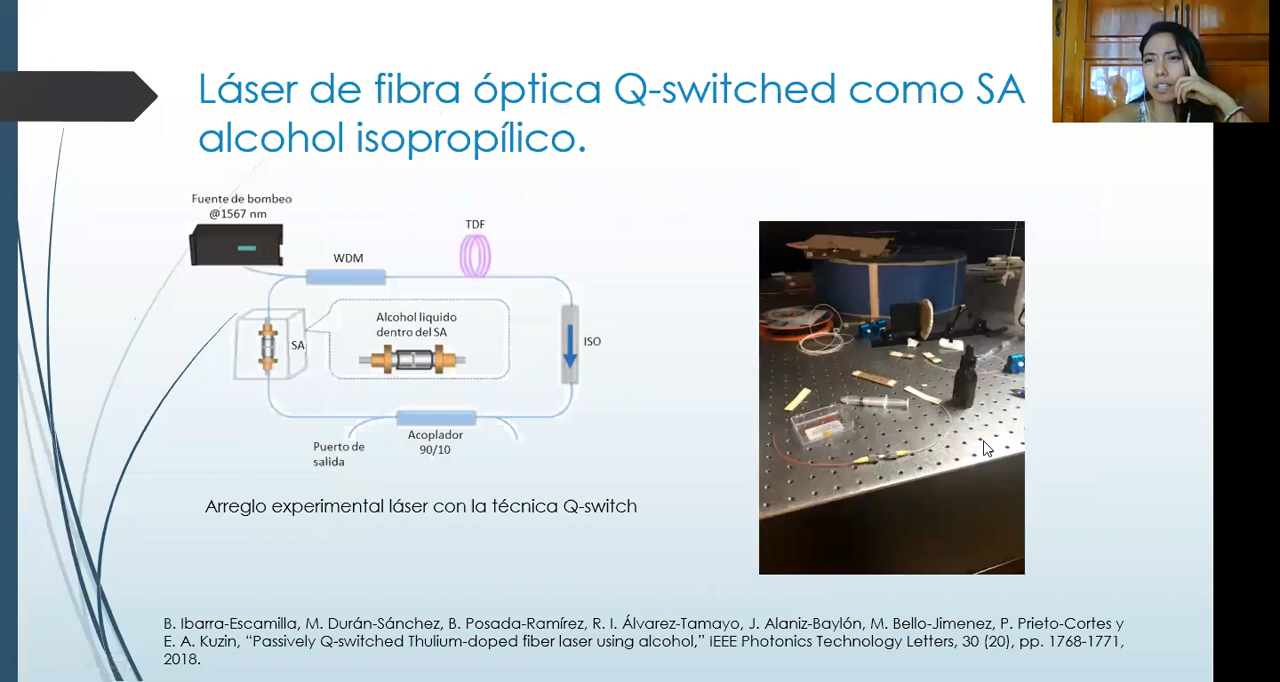 Láser de fibra óptica Q-switched como SA
alcohol isopropílico.
Fuente de bombeo
@1567 nm
TDF
WDM
Alcohol liquido
dentro del SA
SA
ISO
Acoplador
90/10
Puerto de
salida
Arreglo experimental láser con la técnica Q-switch
B. Ibarra-Escamilla, M. Durán-Sánchez, B. Posada-Ramírez, R. I. Álvarez-Tamayo, J. Alaniz-Baylón, M. Bello-Jimenez, P. Prieto-Cortes y
E. A. Kuzin, “Passively Q-switched Thulium-doped fiber laser using alcohol,” IEEE Photonics Technology Letters, 30 (20), pp. 1768-1771,
2018.